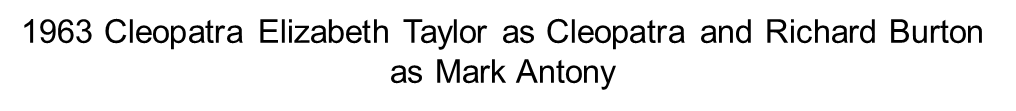 1963 Cleopatra Elizabeth Taylor as Cleopatra and Richard Burton
as Mark Antony